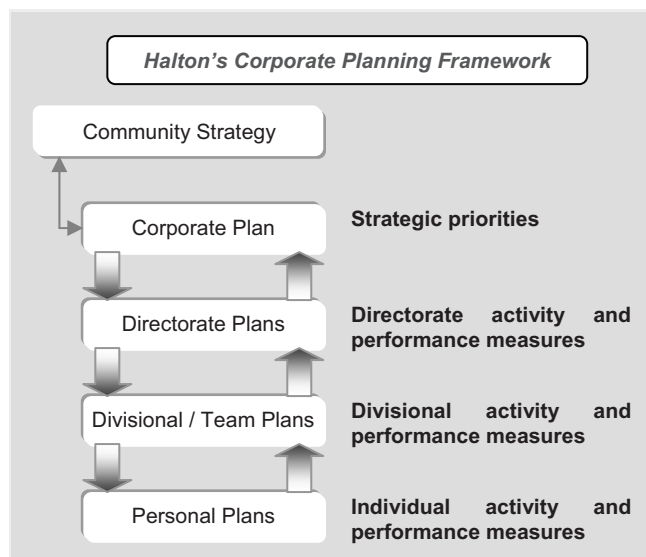 Halton’s Corporate Planning Framework
Community Strategy
Corporate Plan
Strategic priorities
Directorate Plans
Directorate activity and
performance measures
Divisional / Team Plans
Divisional activity and
performance measures
Personal Plans
Individual activity and
performance measures